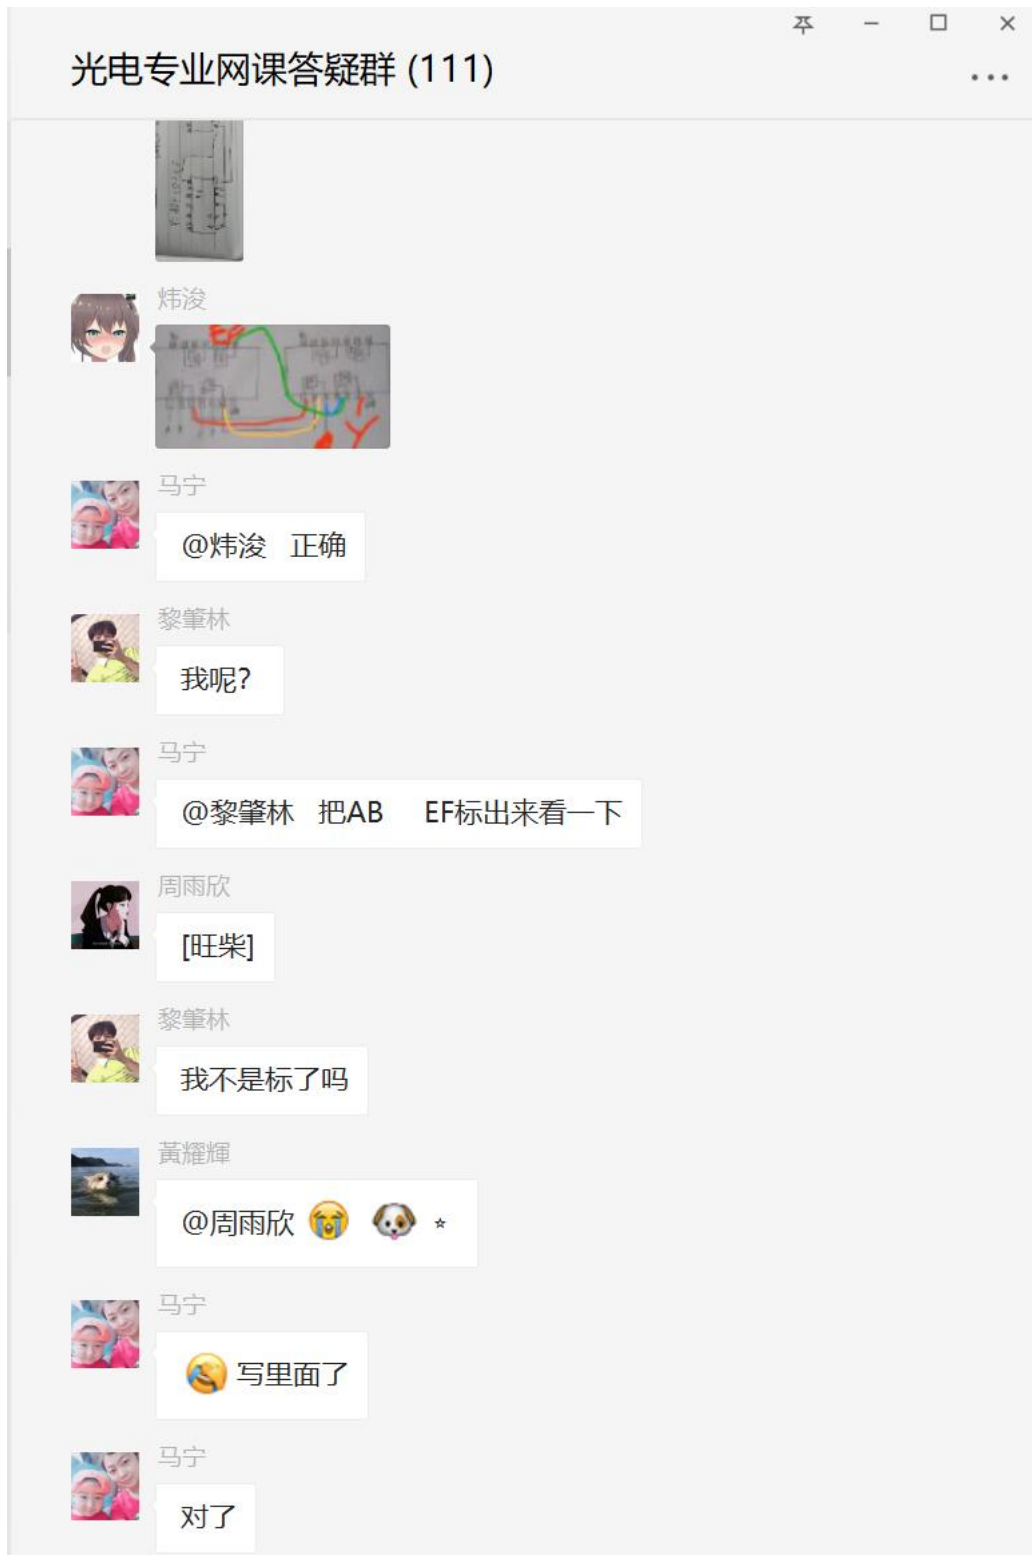 光电专业网课答疑群 (111)
炜浚
EF
Y
马宁
@炜浚 正确
黎肇林
我呢?
马宁
@黎肇林 把AB EF标出来看一下
周雨欣
[旺柴]
黎肇林
我不是标了吗
黃耀輝
@周雨欣 😭 🐶 ⭐
马宁
🤣 写里面了
马宁
对了